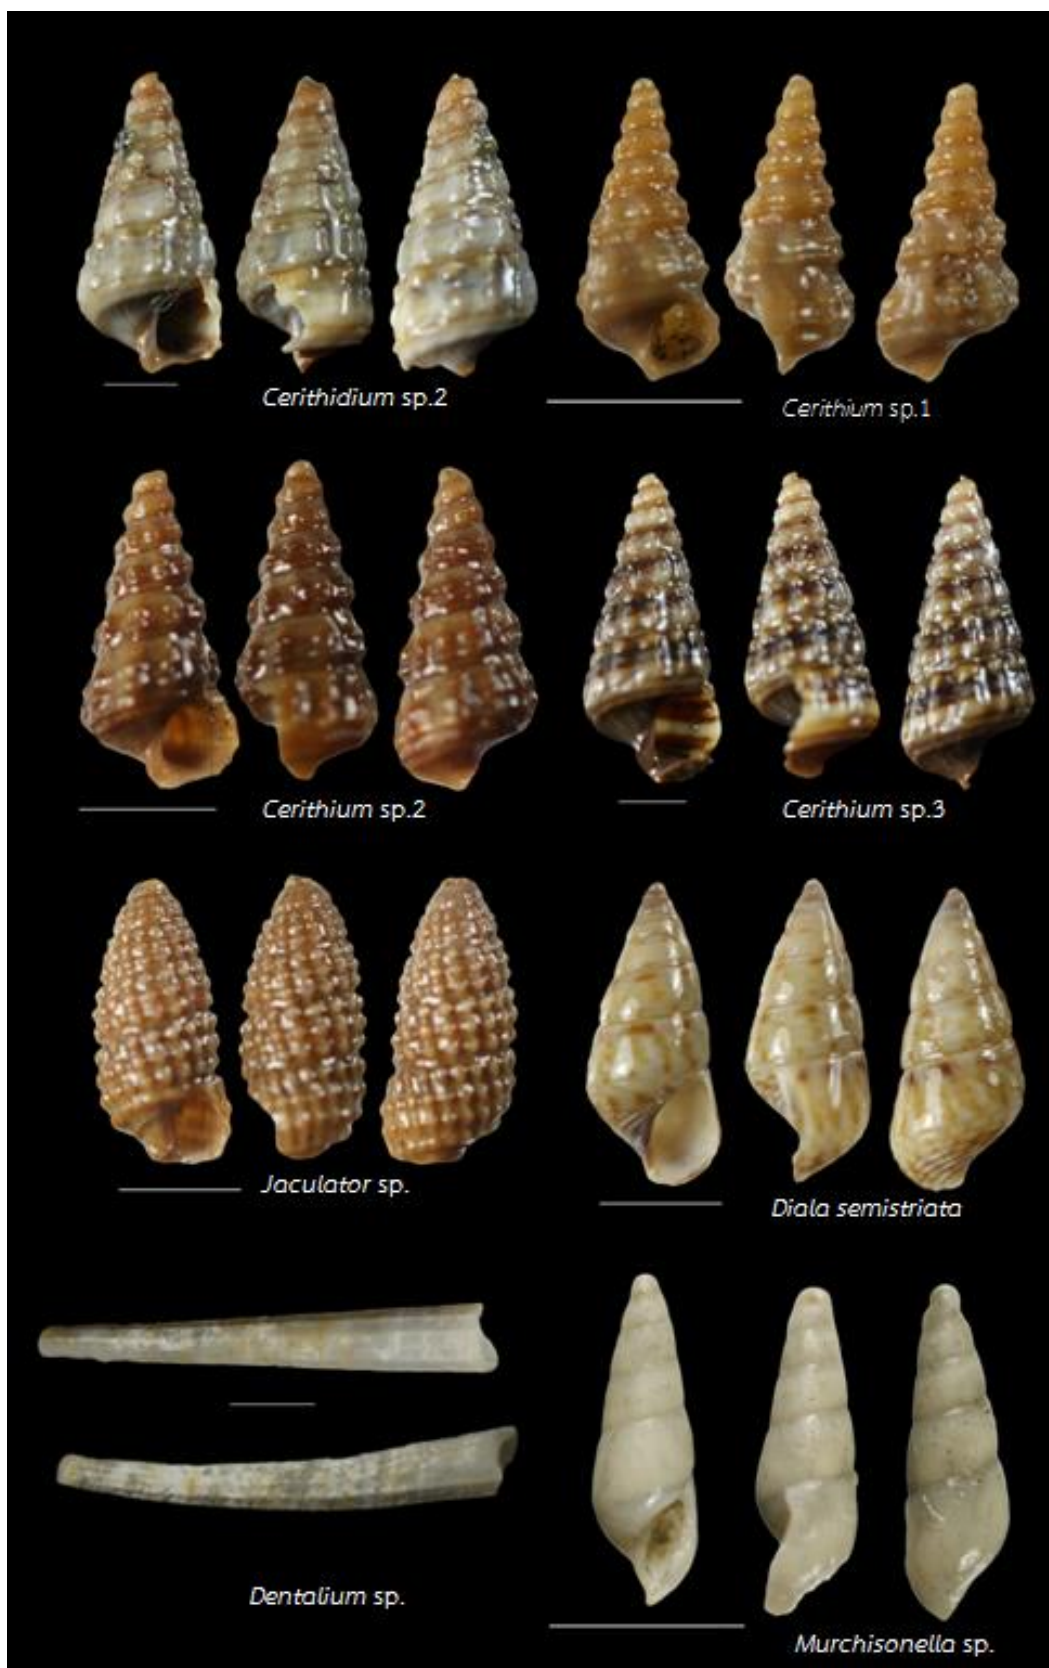 Cerithidium sp.2
Cerithium sp.1
Cerithium sp.2
Cerithium sp.3
Jaculator sp.
Diala semistriata
Dentalium sp.
Murchisonella sp.